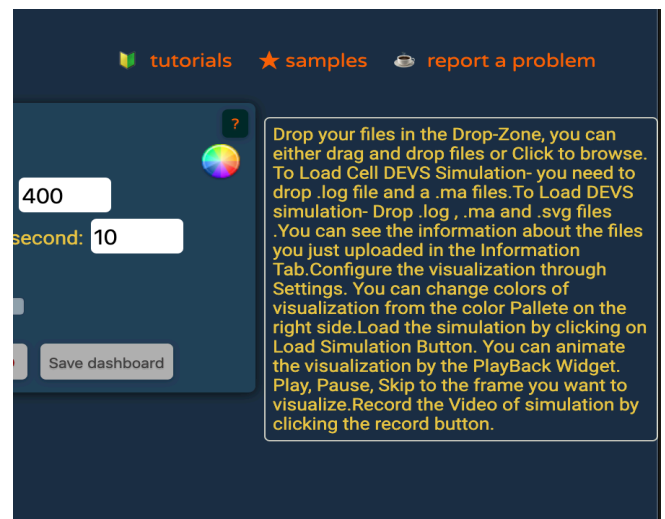 tutorials samples report a problem
?
400
second: 10
Save dashboard
Drop your files in the Drop-Zone, you can
either drag and drop files or Click to browse.
To Load Cell DEVS Simulation- you need to
drop .log file and a .ma files.To Load DEVS
simulation- Drop .log , .ma and .svg files
.You can see the information about the files
you just uploaded in the Information
Tab.Configure the visualization through
Settings. You can change colors of
visualization from the color Pallete on the
right side.Load the simulation by clicking on
Load Simulation Button. You can animate
the visualization by the PlayBack Widget.
Play, Pause, Skip to the frame you want to
visualize.Record the Video of simulation by
clicking the record button.